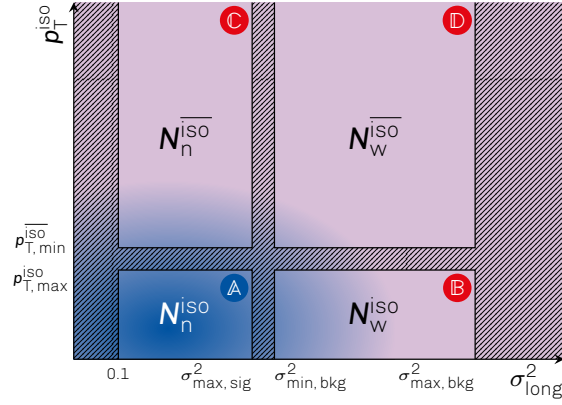 p_T^iso
ℂ
𝔻
N_n^{\overline{iso}}
N_w^{\overline{iso}}
p_{T, min}^{\overline{iso}}
p_{T, max}^{iso}
𝔸
𝔹
N_n^{iso}
N_w^{iso}
0.1
σ²_{max, sig}
σ²_{min, bkg}
σ²_{max, bkg}
σ²_{long}